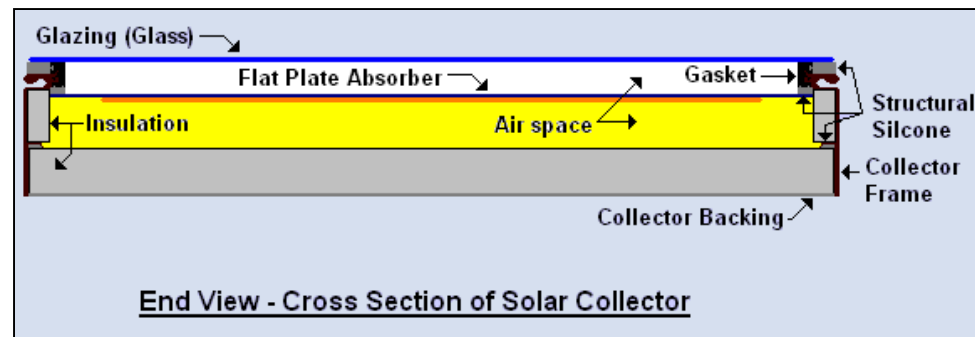 Glazing (Glass)
Flat Plate Absorber
Gasket
Insulation
Air space
Structural
Silcone
Collector
Frame
Collector Backing
End View - Cross Section of Solar Collector